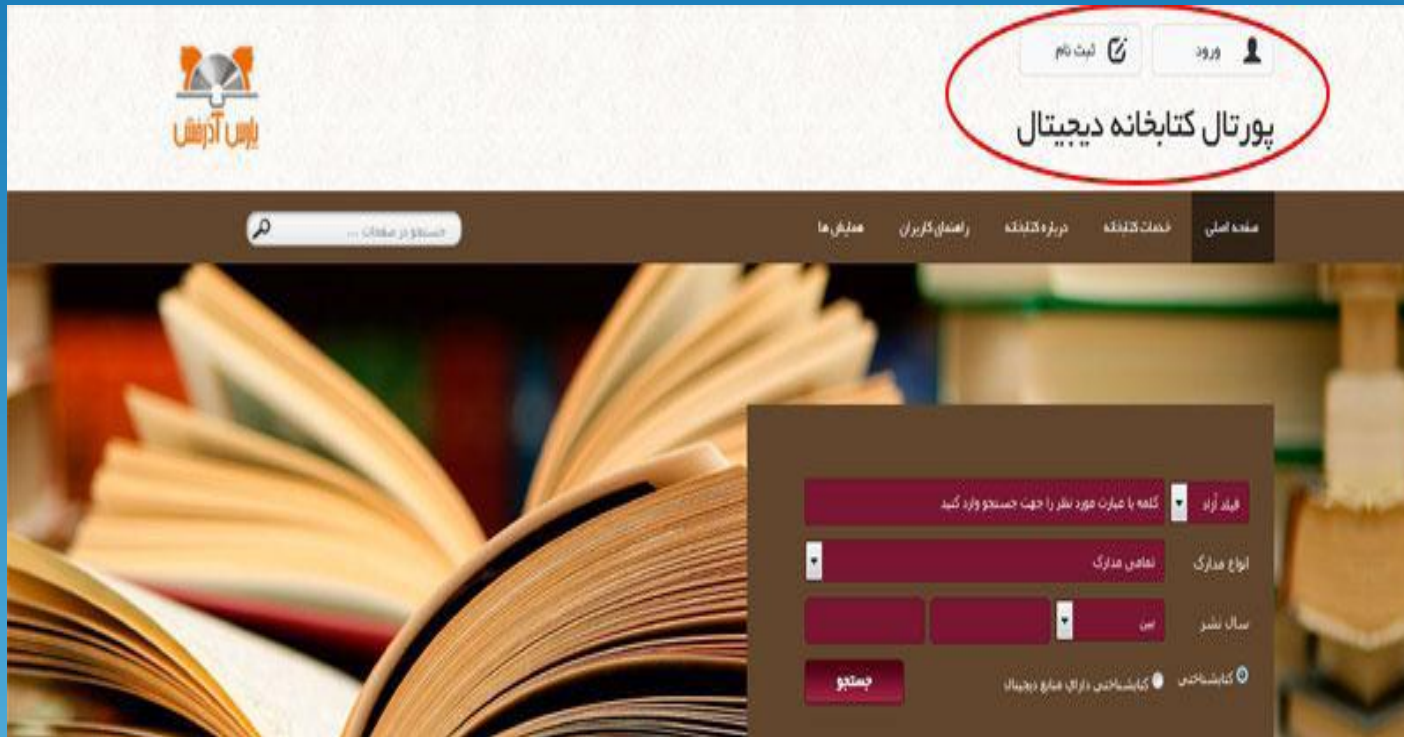 ورود
ثبت نام
پورتال کتابخانه دیجیتال
پارس آذرخش
صفحه اصلی
خدمات کتابخانه
درباره کتابخانه
راهنمای کاربران
همایش ها
جستجو در صفحات ...
فیلد آزاد
کلمه یا عبارت مورد نظر را جهت جستجو وارد کنید
انواع مدارک
تمامی مدارک
سال نشر
بین
کتابشناختی
کتابشناختی دارای منابع دیجیتال
جستجو